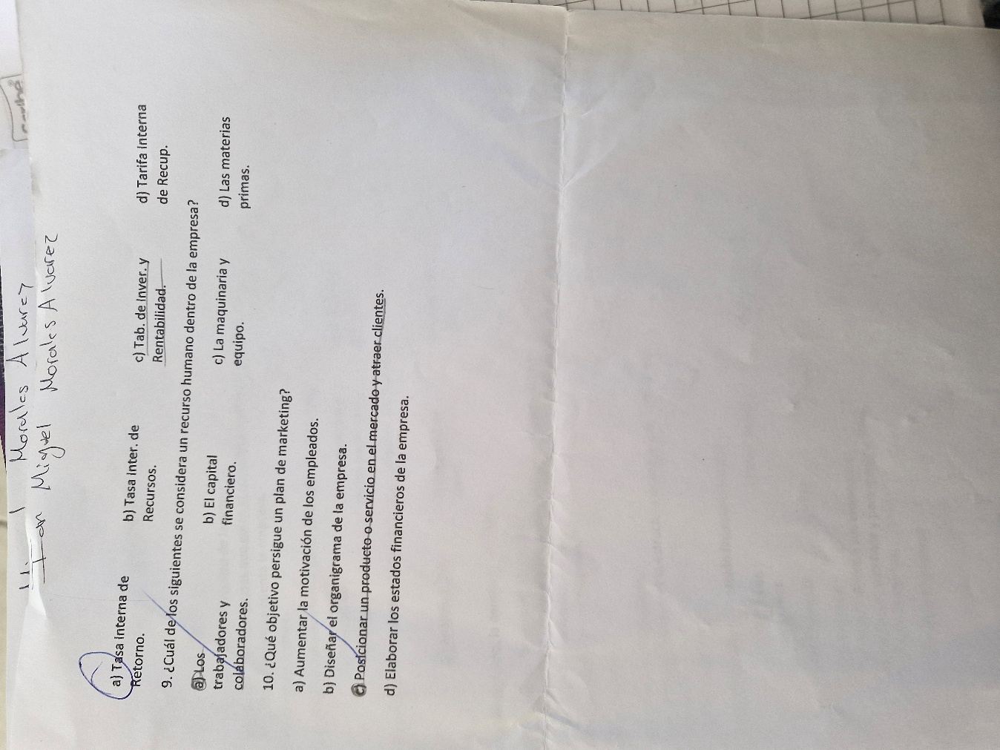 Morales Alvarez
Ian Miguel Morales Alvarez
a) Tasa Interna de Retorno.
b) Tasa Inter. de Recursos.
c) Tab. de Inver. y Rentabilidad.
d) Tarifa Interna de Recup.
9. ¿Cuál de los siguientes se considera un recurso humano dentro de la empresa?
a) Los trabajadores y colaboradores.
b) El capital financiero.
c) La maquinaria y equipo.
d) Las materias primas.
10. ¿Qué objetivo persigue un plan de marketing?
a) Aumentar la motivación de los empleados.
b) Diseñar el organigrama de la empresa.
c) Posicionar un producto o servicio en el mercado y atraer clientes.
d) Elaborar los estados financieros de la empresa.